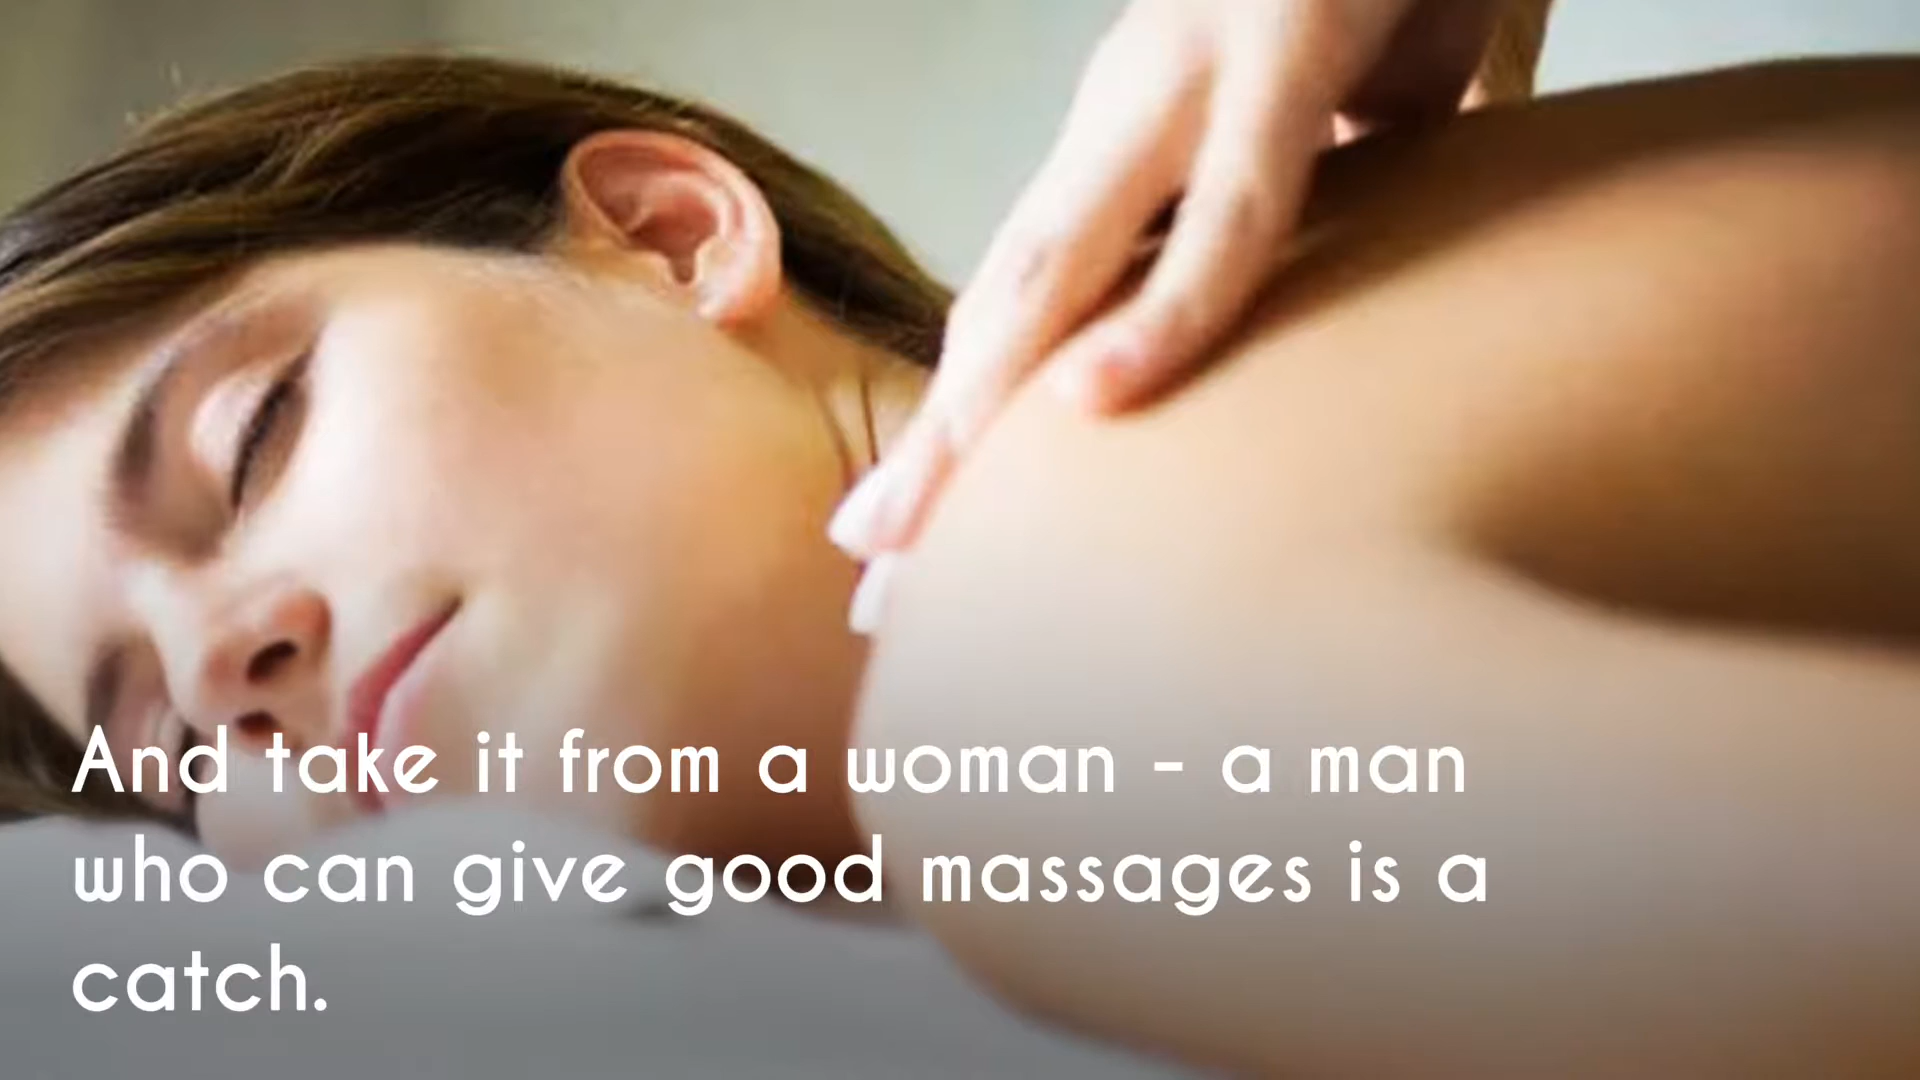 And take it from a woman - a man
who can give good massages is a
catch.